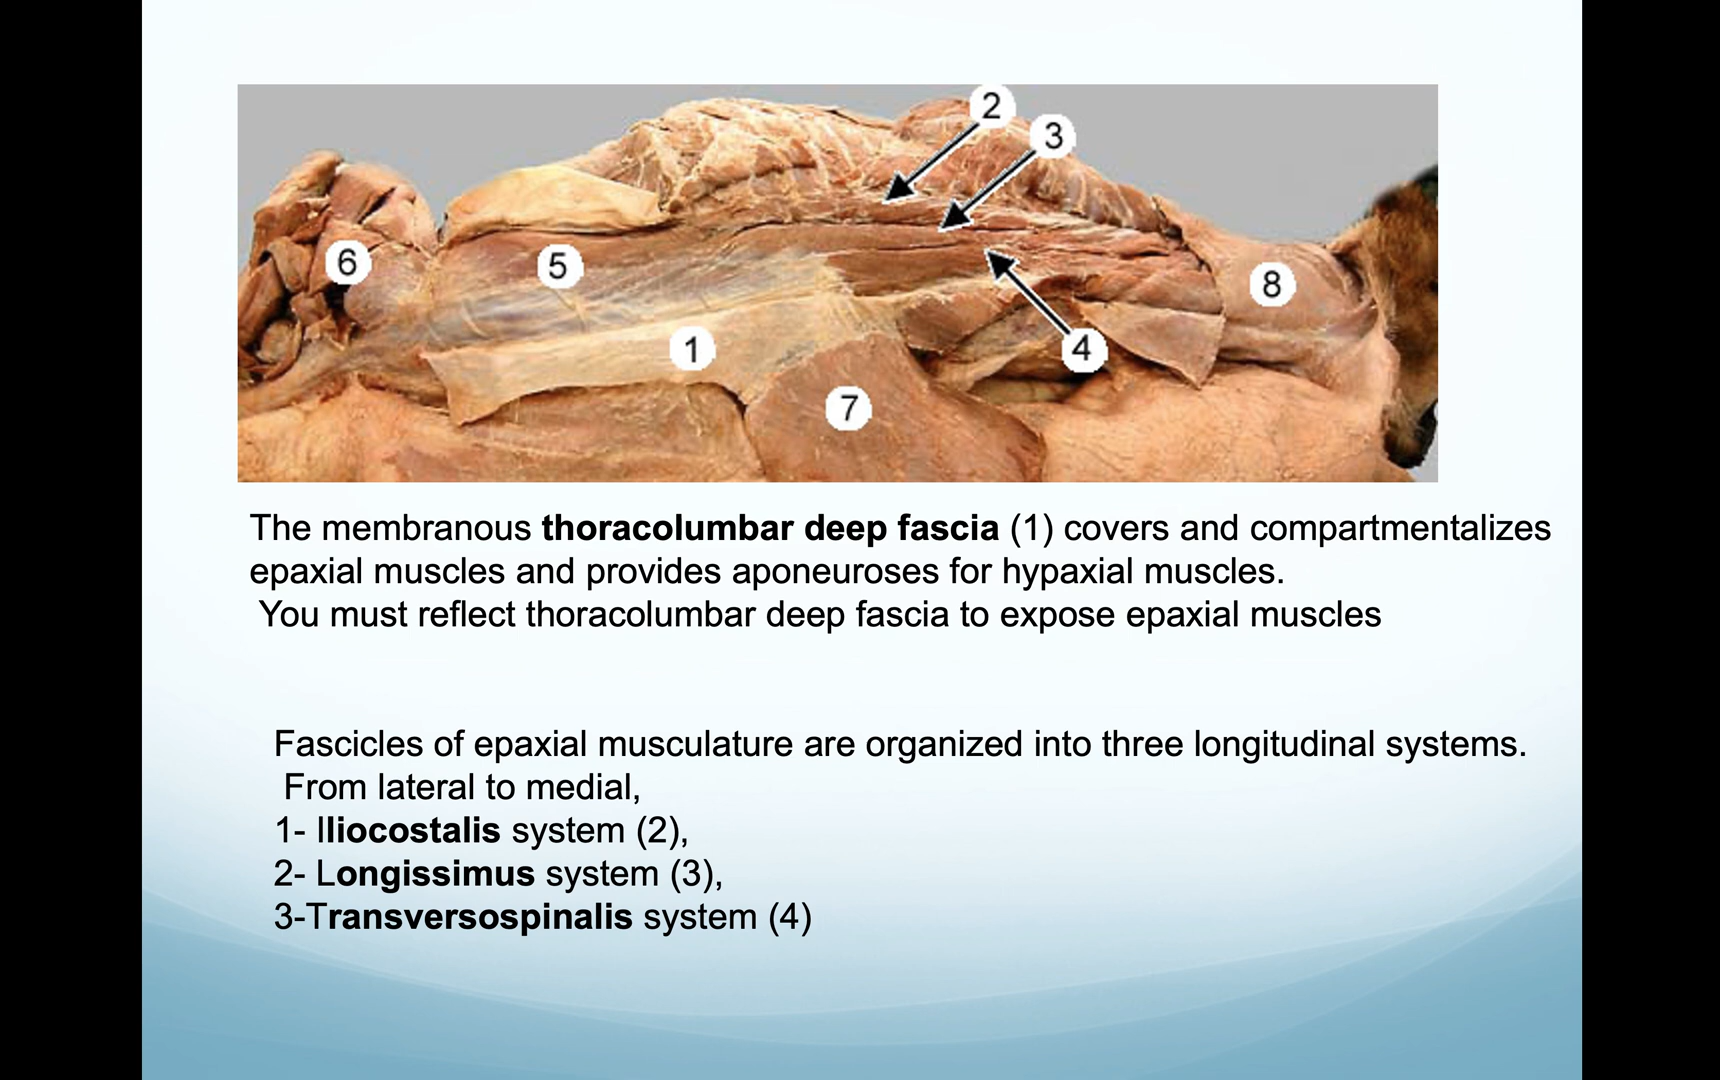 2
3
6
5
8
1
4
7
The membranous thoracolumbar deep fascia (1) covers and compartmentalizes
epaxial muscles and provides aponeuroses for hypaxial muscles.
You must reflect thoracolumbar deep fascia to expose epaxial muscles
Fascicles of epaxial musculature are organized into three longitudinal systems.
From lateral to medial,
1- Iliocostalis system (2),
2- Longissimus system (3),
3-Transversospinalis system (4)